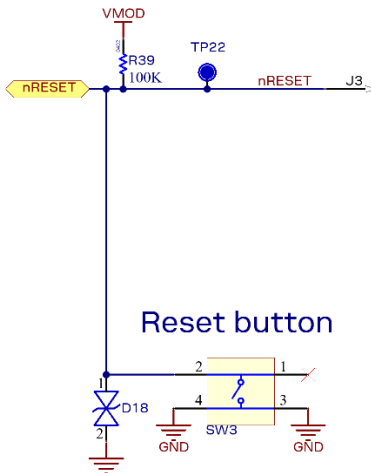 VMOD
0402
R39
100K
TP22
nRESET
nRESET
J3
Reset button
1
D18
2
2
1
4
3
SW3
GND
GND